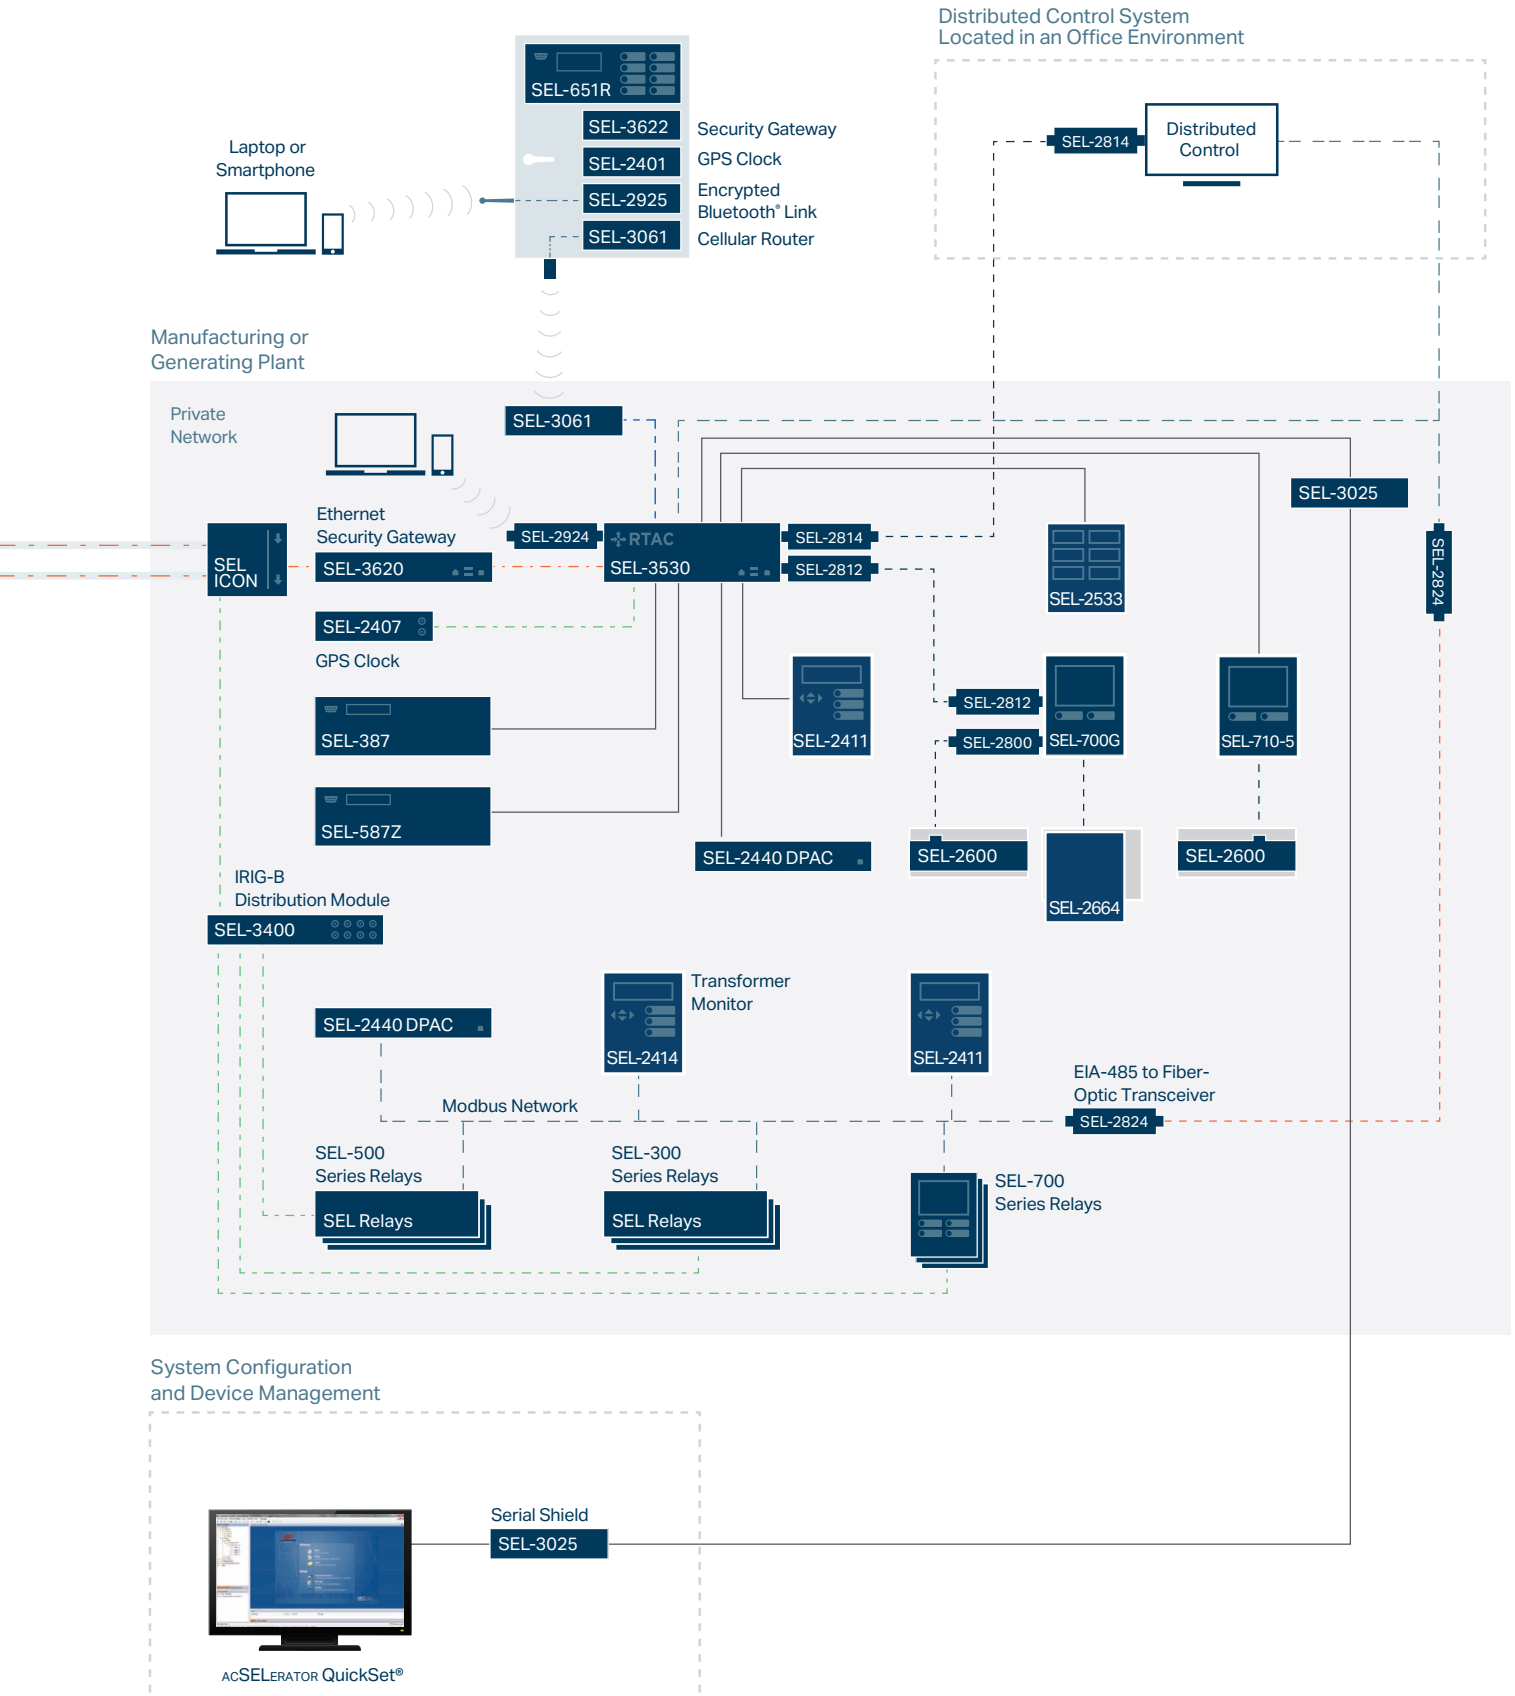 Distributed Control System
Located in an Office Environment
SEL-651R
SEL-3622
Security Gateway
SEL-2401
GPS Clock
SEL-2925
Encrypted
Bluetooth® Link
SEL-3061
Cellular Router
Laptop or
Smartphone
SEL-2814
Distributed
Control
Manufacturing or
Generating Plant
Private
Network
SEL-3061
SEL-3025
Ethernet
Security Gateway
SEL-2924
RTAC
SEL-3530
SEL-2814
SEL-2812
SEL
ICON
SEL-3620
SEL-2533
SEL-2824
SEL-2407
GPS Clock
SEL-387
SEL-2411
SEL-2812
SEL-2800
SEL-700G
SEL-710-5
SEL-587Z
SEL-2440 DPAC
SEL-2600
SEL-2664
SEL-2600
IRIG-B
Distribution Module
SEL-3400
SEL-2440 DPAC
Transformer
Monitor
SEL-2414
SEL-2411
EIA-485 to Fiber-
Optic Transceiver
SEL-2824
Modbus Network
SEL-500
Series Relays
SEL Relays
SEL-300
Series Relays
SEL Relays
SEL-700
Series Relays
System Configuration
and Device Management
Serial Shield
SEL-3025
ACSELERATOR QuickSet®